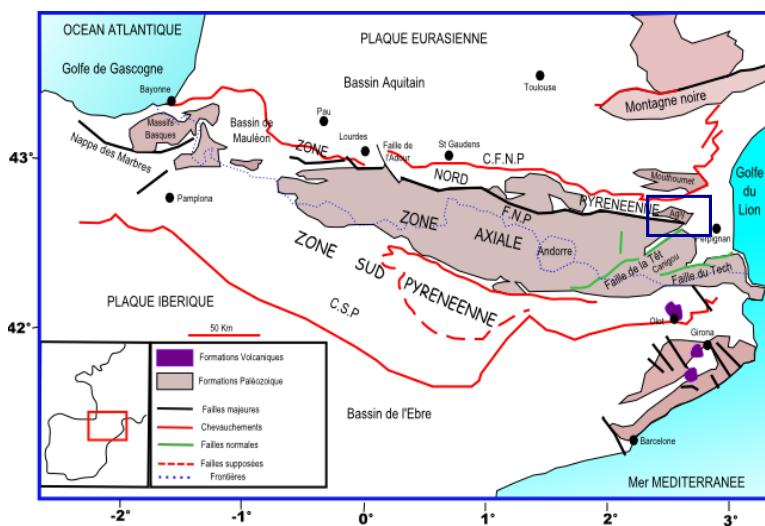 OCEAN ATLANTIQUE
PLAQUE EURASIENNE
Golfe de Gascogne
Bayonne
Bassin Aquitain
Toulouse
Montagne noire
Massifs
Basques
Bassin de
Mauléon
Pau
Lourdes
Faille de
l'Adour
St Gaudens
C.F.N.P
Mouthoumet
Golfe
du
Lion
43°
Nappe des Marbres
ZONE
NORD
PYRENEENNE
Agly
F.N.P
Perpignan
Pamplona
ZONE
AXIALE
Andorre
Faille de la Têt
Canigou
Faille du Tech
ZONE
SUD
PYRENEENNE
PLAQUE IBERIQUE
C.S.P
42°
50 Km
Olot
Girona
Formations Volcaniques
Formations Paléozoique
Failles majeures
Chevauchements
Failles normales
Failles supposées
Frontières
Bassin de l'Ebre
Barcelone
Mer MEDITERRANEE
-2°
-1°
0°
1°
2°
3°